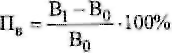 Пв = (В₁ − В₀) / В₀ · 100%